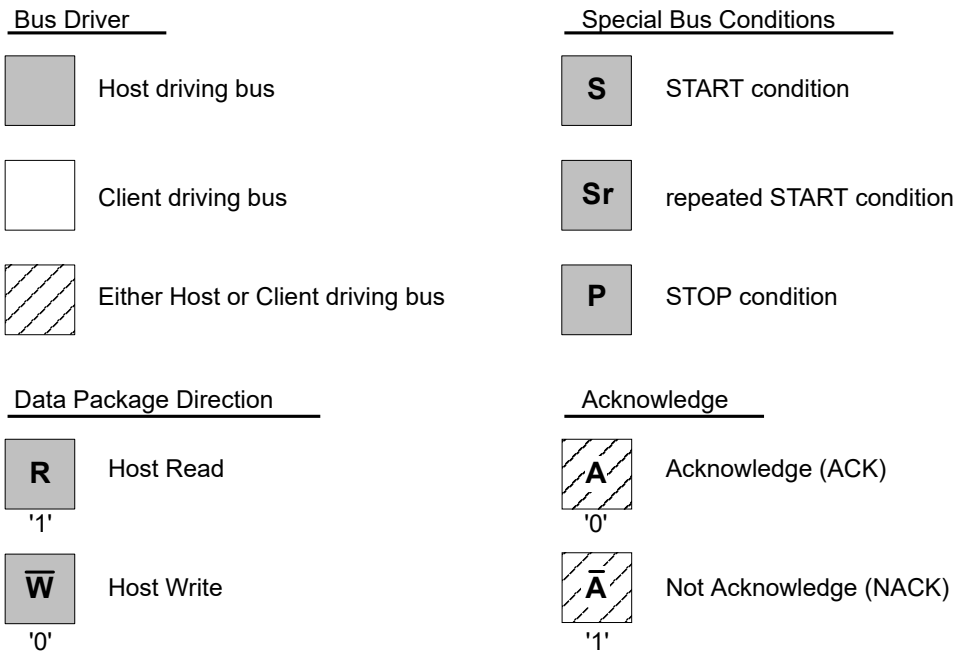 Bus Driver
Host driving bus
Client driving bus
Either Host or Client driving bus
Special Bus Conditions
S START condition
Sr repeated START condition
P STOP condition
Data Package Direction
R Host Read
'1'
W̅ Host Write
'0'
Acknowledge
A Acknowledge (ACK)
'0'
A̅ Not Acknowledge (NACK)
'1'